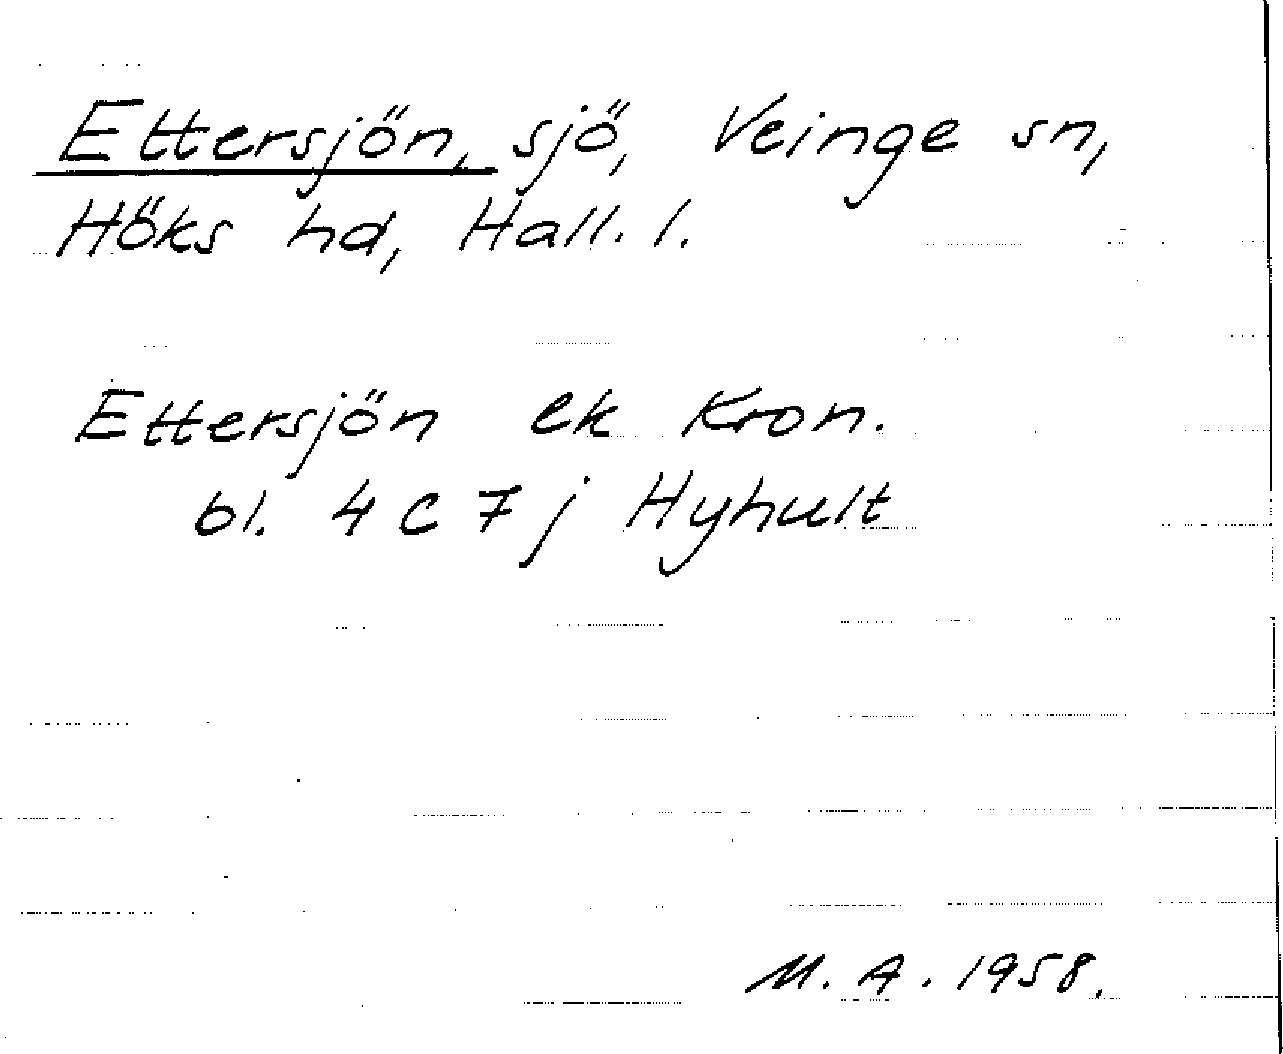 Ettersjön, sjö, Veinge sn,
Höks hd, Hall. l.
Ettersjön ek Kron.
bl. 4 C 7 j Hyhult
M. A. 1958.